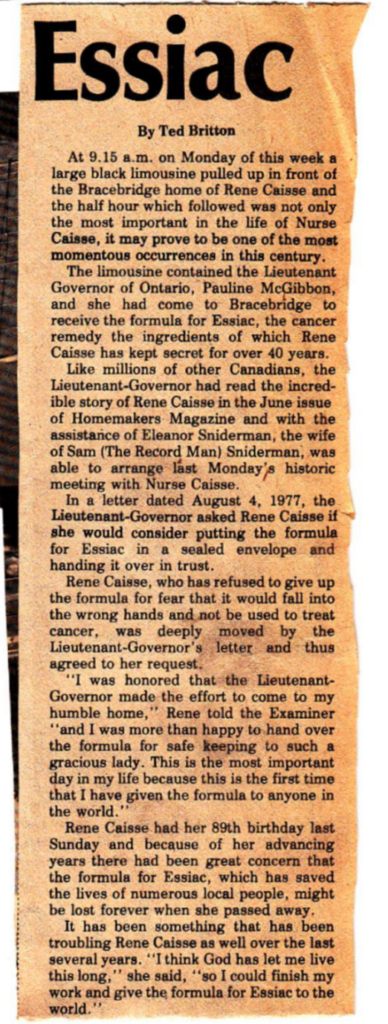 Essiac
By Ted Britton
At 9.15 a.m. on Monday of this week a
large black limousine pulled up in front of
the Bracebridge home of Rene Caisse and
the half hour which followed was not only
the most important in the life of Nurse
Caisse, it may prove to be one of the most
momentous occurrences in this century.
The limousine contained the Lieutenant
Governor of Ontario, Pauline McGibbon,
and she had come to Bracebridge to
receive the formula for Essiac, the cancer
remedy the ingredients of which Rene
Caisse has kept secret for over 40 years.
Like millions of other Canadians, the
Lieutenant-Governor had read the incred-
ible story of Rene Caisse in the June issue
of Homemakers Magazine and with the
assistance of Eleanor Sniderman, the wife
of Sam (The Record Man) Sniderman, was
able to arrange last Monday's historic
meeting with Nurse Caisse.
In a letter dated August 4, 1977, the
Lieutenant-Governor asked Rene Caisse if
she would consider putting the formula
for Essiac in a sealed envelope and
handing it over in trust.
Rene Caisse, who has refused to give up
the formula for fear that it would fall into
the wrong hands and not be used to treat
cancer, was deeply moved by the
Lieutenant-Governor's letter and thus
agreed to her request.
"I was honored that the Lieutenant-
Governor made the effort to come to my
humble home," Rene told the Examiner
"and I was more than happy to hand over
the formula for safe keeping to such a
gracious lady. This is the most important
day in my life because this is the first time
that I have given the formula to anyone in
the world."
Rene Caisse had her 89th birthday last
Sunday and because of her advancing
years there had been great concern that
the formula for Essiac, which has saved
the lives of numerous local people, might
be lost forever when she passed away.
It has been something that has been
troubling Rene Caisse as well over the last
several years. "I think God has let me live
this long," she said, "so I could finish my
work and give the formula for Essiac to the
world."